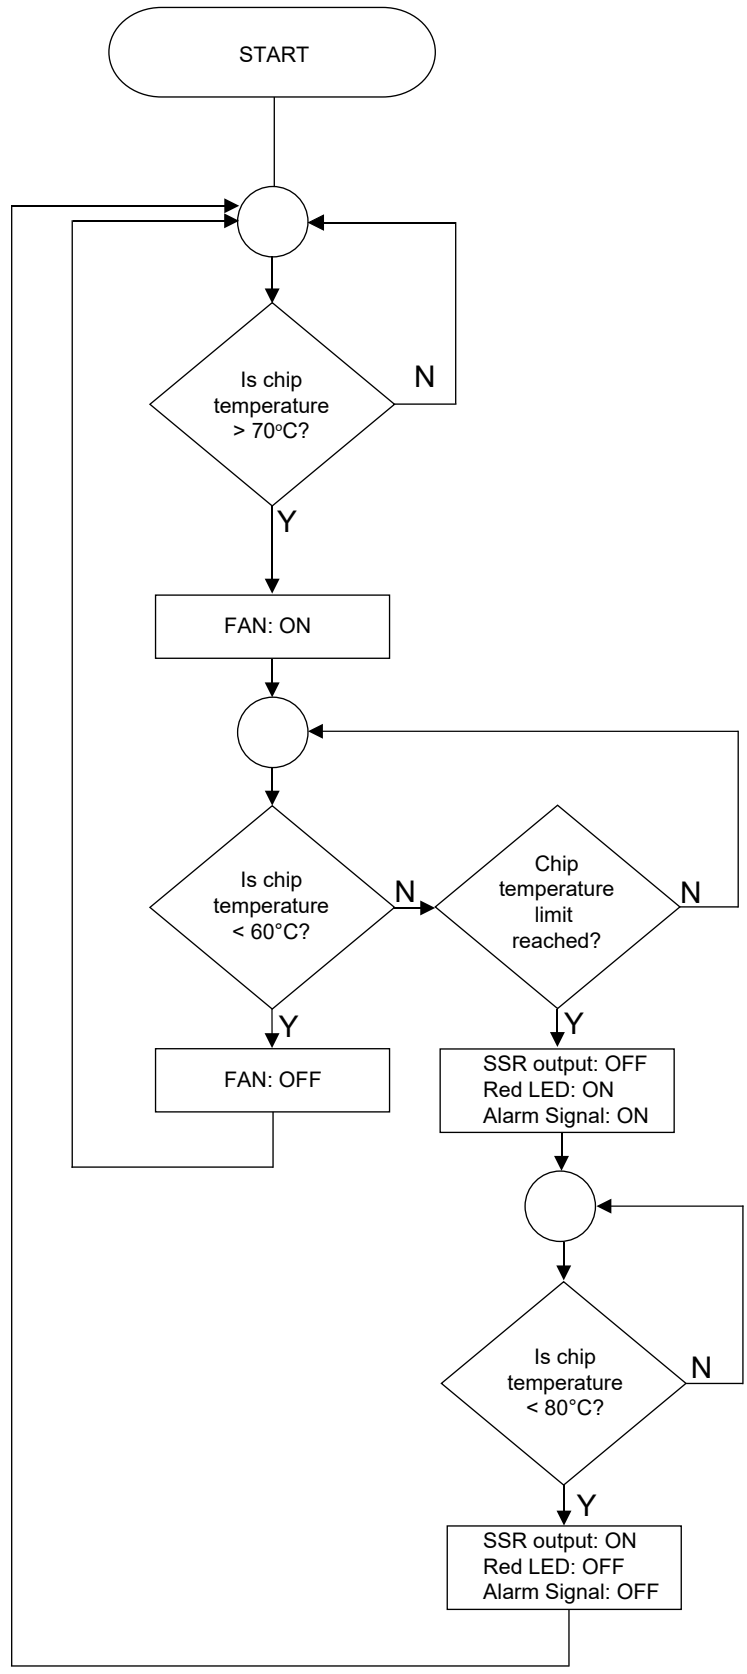 START
Is chip
temperature
> 70°C?
N
Y
FAN: ON
Is chip
temperature
< 60°C?
N
Chip
temperature
limit
reached?
N
Y
FAN: OFF
Y
SSR output: OFF
Red LED: ON
Alarm Signal: ON
Is chip
temperature
< 80°C?
N
Y
SSR output: ON
Red LED: OFF
Alarm Signal: OFF